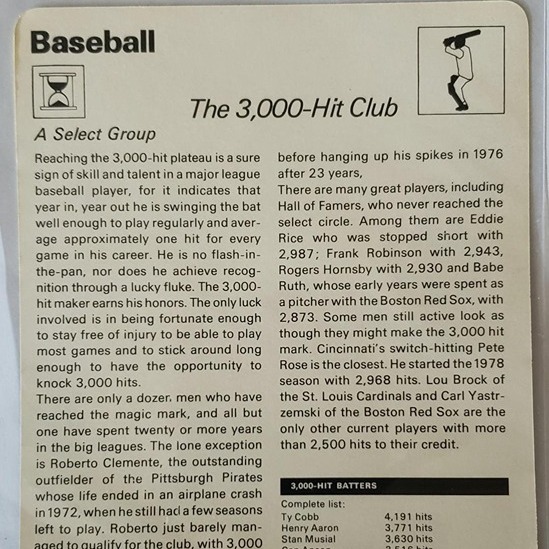 Baseball
The 3,000-Hit Club
A Select Group
Reaching the 3,000-hit plateau is a sure
sign of skill and talent in a major league
baseball player, for it indicates that
year in, year out he is swinging the bat
well enough to play regularly and aver-
age approximately one hit for every
game in his career. He is no flash-in-
the-pan, nor does he achieve recog-
nition through a lucky fluke. The 3,000-
hit maker earns his honors. The only luck
involved is in being fortunate enough
to stay free of injury to be able to play
most games and to stick around long
enough to have the opportunity to
knock 3,000 hits.
There are only a dozen men who have
reached the magic mark, and all but
one have spent twenty or more years
in the big leagues. The lone exception
is Roberto Clemente, the outstanding
outfielder of the Pittsburgh Pirates
whose life ended in an airplane crash
in 1972, when he still had a few seasons
left to play. Roberto just barely man-
aged to qualify for the club, with 3,000
before hanging up his spikes in 1976
after 23 years,
There are many great players, including
Hall of Famers, who never reached the
select circle. Among them are Eddie
Rice who was stopped short with
2,987; Frank Robinson with 2,943,
Rogers Hornsby with 2,930 and Babe
Ruth, whose early years were spent as
a pitcher with the Boston Red Sox, with
2,873. Some men still active look as
though they might make the 3,000 hit
mark. Cincinnati's switch-hitting Pete
Rose is the closest. He started the 1978
season with 2,968 hits. Lou Brock of
the St. Louis Cardinals and Carl Yastr-
zemski of the Boston Red Sox are the
only other current players with more
than 2,500 hits to their credit.
3,000-HIT BATTERS
Complete list:
Ty Cobb 4,191 hits
Henry Aaron 3,771 hits
Stan Musial 3,630 hits